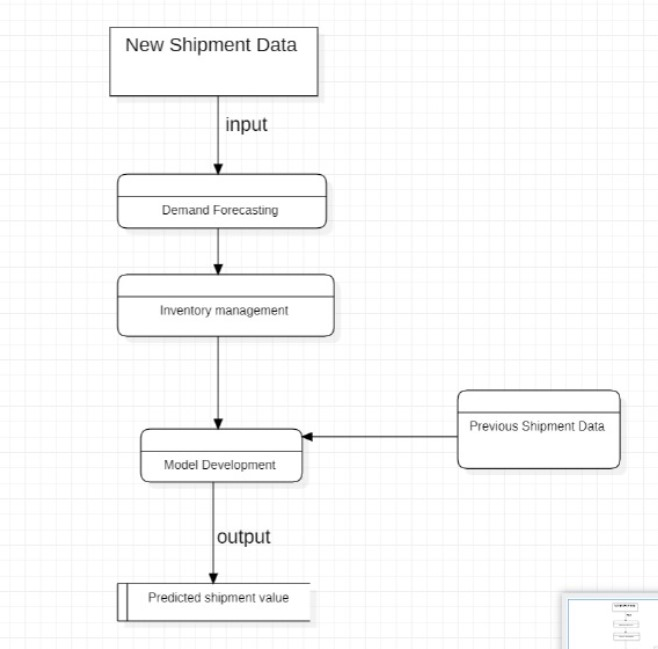 New Shipment Data
input
Demand Forecasting
Inventory management
Previous Shipment Data
Model Development
output
Predicted shipment value